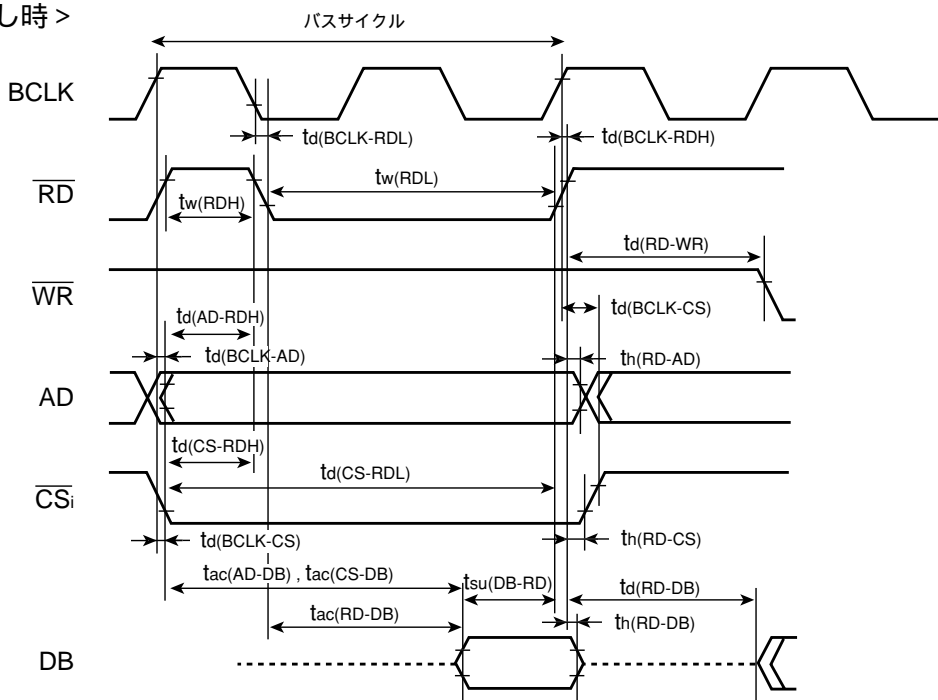 し時 >
バスサイクル
BCLK
td(BCLK-RDL)
td(BCLK-RDH)
RD
tw(RDH)
tw(RDL)
td(RD-WR)
WR
td(BCLK-CS)
td(AD-RDH)
td(BCLK-AD)
th(RD-AD)
AD
td(CS-RDH)
td(CS-RDL)
CSi
td(BCLK-CS)
th(RD-CS)
tac(AD-DB) , tac(CS-DB)
tsu(DB-RD)
td(RD-DB)
tac(RD-DB)
th(RD-DB)
DB